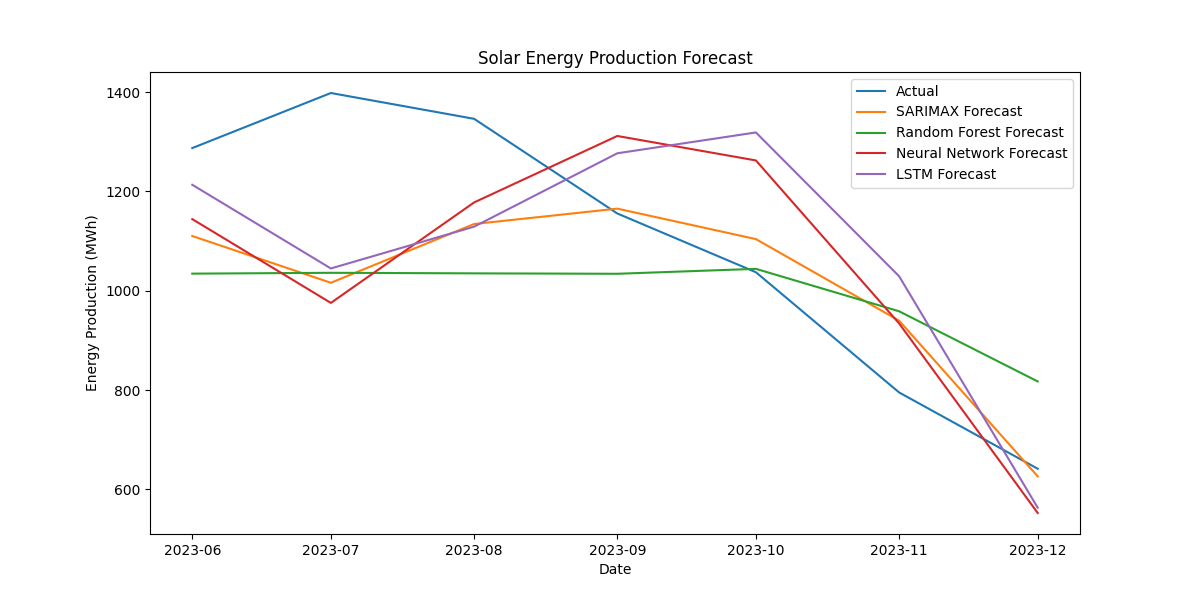 Solar Energy Production Forecast
Actual
SARIMAX Forecast
Random Forest Forecast
Neural Network Forecast
LSTM Forecast
Energy Production (MWh)
1400
1200
1000
800
600
2023-06 2023-07 2023-08 2023-09 2023-10 2023-11 2023-12
Date